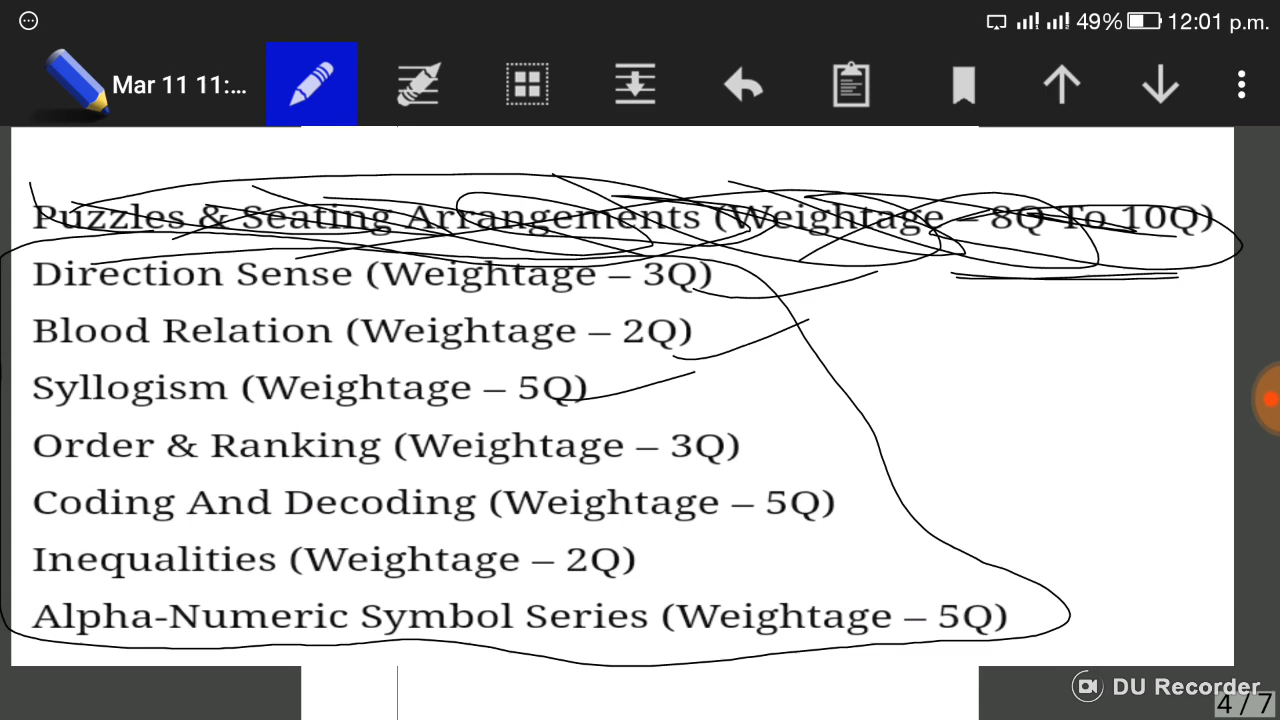 49% 12:01 p.m.
Mar 11 11:...
Puzzles & Seating Arrangements (Weightage – 8Q To 10Q)
Direction Sense (Weightage – 3Q)
Blood Relation (Weightage – 2Q)
Syllogism (Weightage – 5Q)
Order & Ranking (Weightage – 3Q)
Coding And Decoding (Weightage – 5Q)
Inequalities (Weightage – 2Q)
Alpha-Numeric Symbol Series (Weightage – 5Q)
DU Recorder
4 / 7